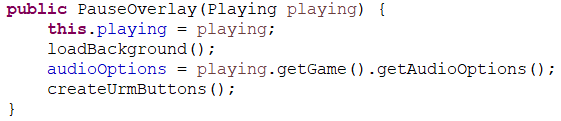 public PauseOverlay(Playing playing) {
    this.playing = playing;
    loadBackground();
    audioOptions = playing.getGame().getAudioOptions();
    createUrmButtons();
}